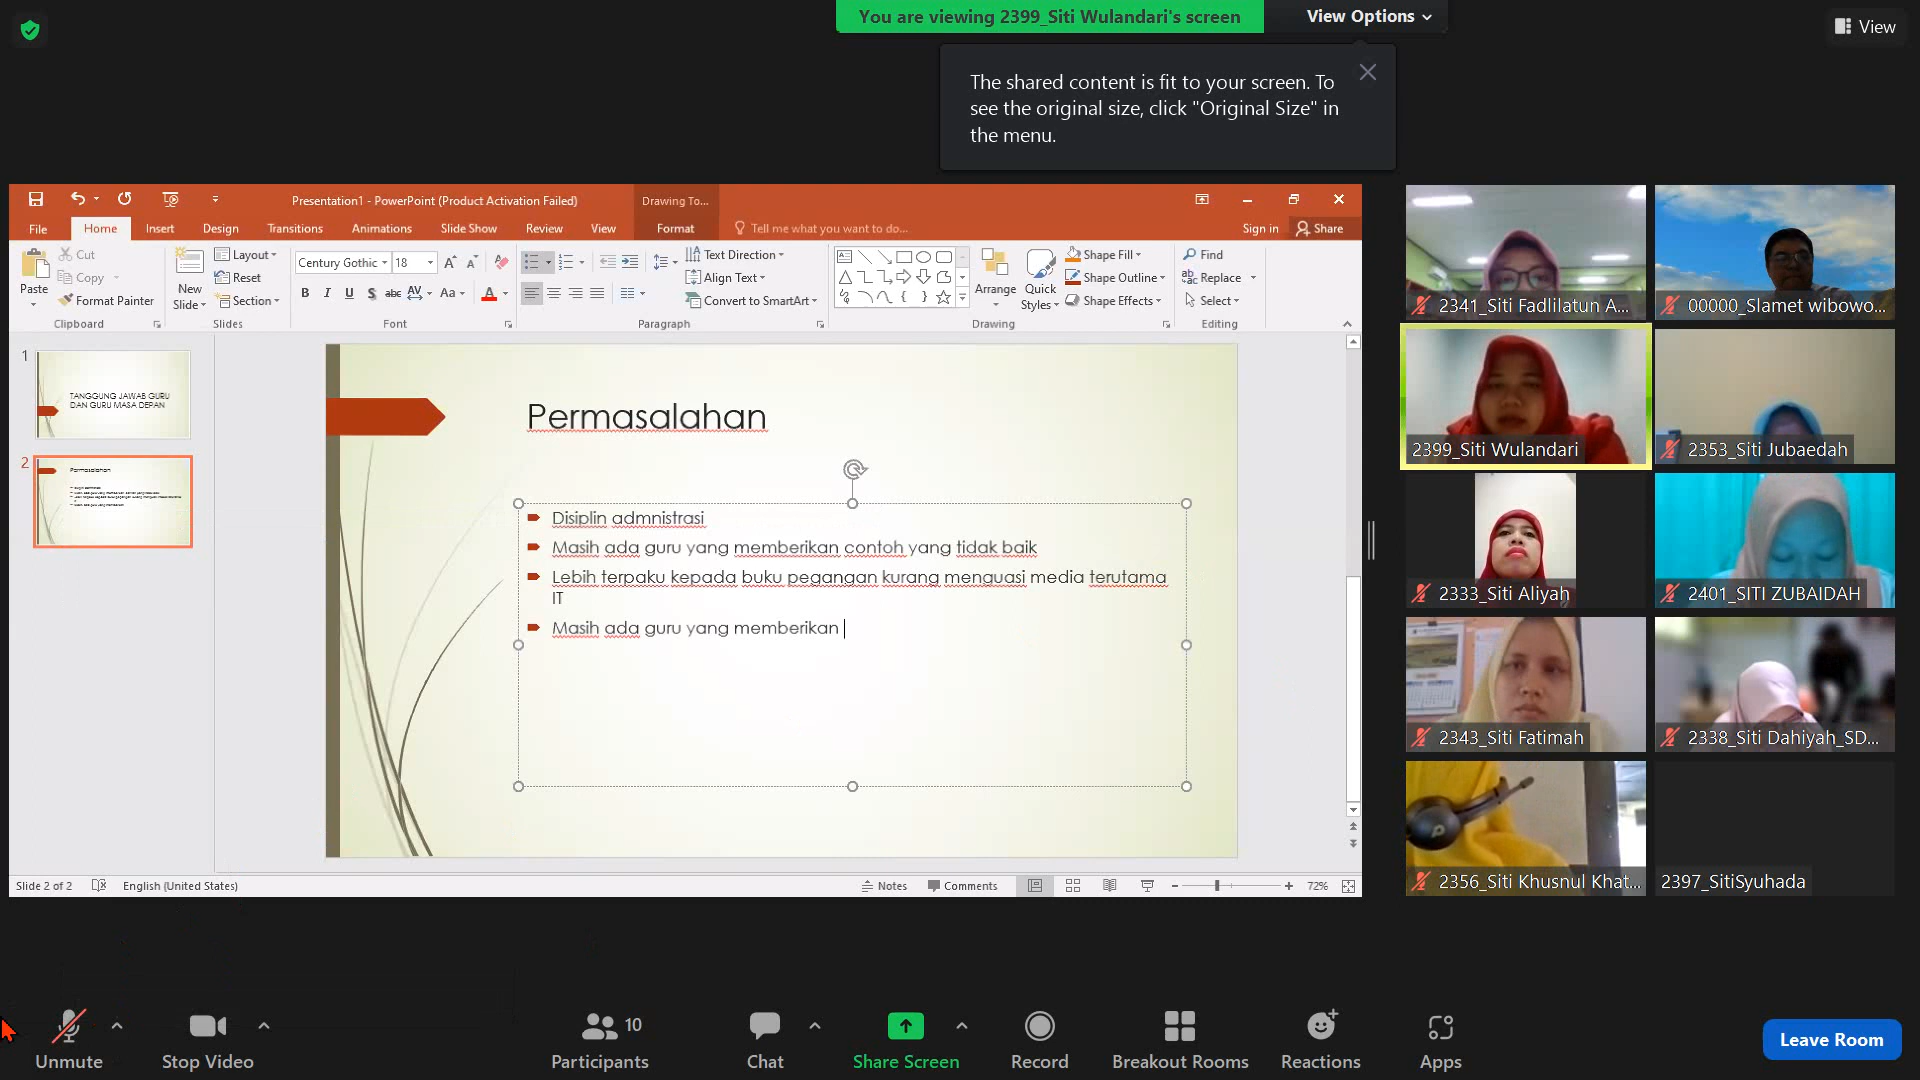 You are viewing 2399_Siti Wulandari's screen
View Options
View
The shared content is fit to your screen. To
see the original size, click "Original Size" in
the menu.
Presentation1 - PowerPoint (Product Activation Failed)
Drawing To...
File
Home
Insert
Design
Transitions
Animations
Slide Show
Review
View
Format
Tell me what you want to do...
Sign in
Share
Paste
Cut
Copy
Format Painter
Clipboard
New
Slide
Layout
Reset
Section
Slides
Century Gothic
18
B I U S abc AV Aa A
Font
Text Direction
Align Text
Convert to SmartArt
Paragraph
Arrange
Quick
Styles
Shape Fill
Shape Outline
Shape Effects
Drawing
Find
Replace
Select
Editing
1
TANGGUNG JAWAB GURU
DAN GURU MASA DEPAN
2
Permasalahan
Permasalahan
Disiplin admnistrasi
Masih ada guru yang memberikan contoh yang tidak baik
Lebih terpaku kepada buku pegangan kurang menguasi media terutama
IT
Masih ada guru yang memberikan
Slide 2 of 2
English (United States)
Notes
Comments
72%
2341_Siti Fadlilatun A...
00000_Slamet wibowo...
2399_Siti Wulandari
2353_Siti Jubaedah
2333_Siti Aliyah
2401_SITI ZUBAIDAH
2343_Siti Fatimah
2338_Siti Dahiyah_SD...
2356_Siti Khusnul Khat...
2397_SitiSyuhada
Unmute
Stop Video
Participants
10
Chat
Share Screen
Record
Breakout Rooms
Reactions
Apps
Leave Room